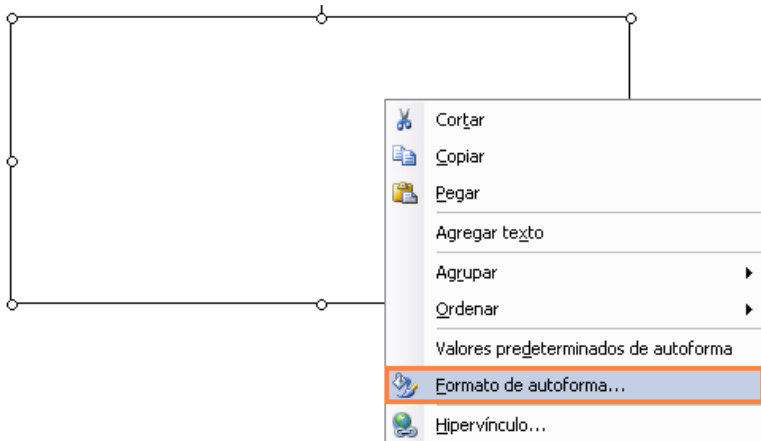 Cortar
Copiar
Pegar
Agregar texto
Agrupar
Ordenar
Valores predeterminados de autoforma
Formato de autoforma...
Hipervínculo...